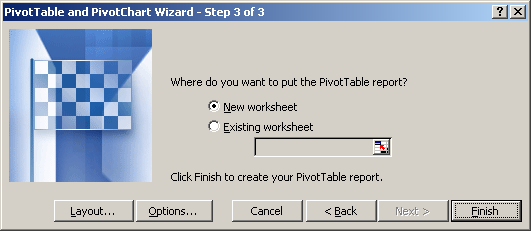 PivotTable and PivotChart Wizard - Step 3 of 3
Where do you want to put the PivotTable report?
New worksheet
Existing worksheet
Click Finish to create your PivotTable report.
Layout... Options... Cancel < Back Next > Finish